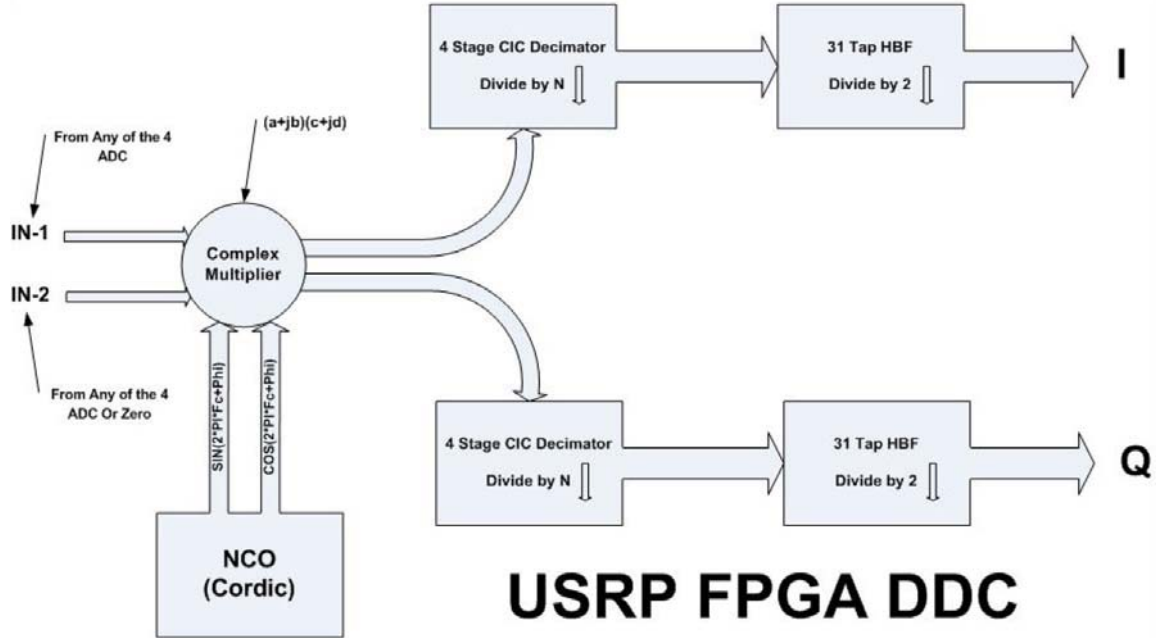 4 Stage CIC Decimator
Divide by N
31 Tap HBF
Divide by 2
I
(a+jb)(c+jd)
From Any of the 4
ADC
IN-1
Complex
Multiplier
IN-2
From Any of the 4
ADC Or Zero
SIN(2*PI*Fc+Phi)
COS(2*PI*Fc+Phi)
4 Stage CIC Decimator
Divide by N
31 Tap HBF
Divide by 2
Q
NCO
(Cordic)
USRP FPGA DDC